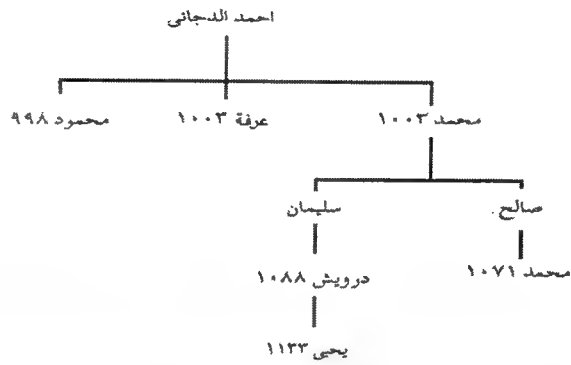 احمد الدجاني
محمد ١٠٠٣ عرفة ١٠٠٣ محمود ٩٩٨
صالح سليمان
محمد ١٠٧١ درويش ١٠٨٨
يحيى ١١٣٣